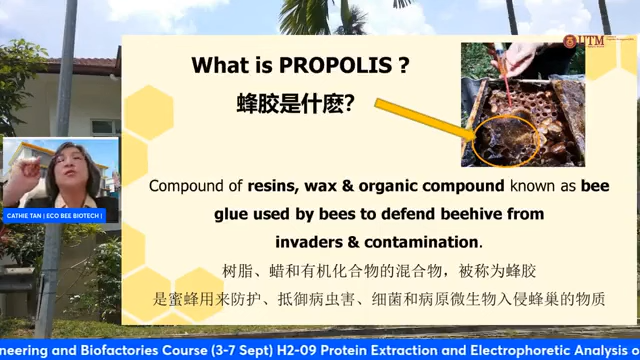 UTM
What is PROPOLIS ?
蜂胶是什麽？
Compound of resins, wax & organic compound known as bee
glue used by bees to defend beehive from
invaders & contamination.
树脂、蜡和有机化合物的混合物，被称为蜂胶
是蜜蜂用来防护、抵御病虫害、细菌和病原微生物入侵蜂巢的物质
CATHIE TAN | ECO BEE BIOTECH |
neering and Biofactories Course (3-7 Sept) H2-09 Protein Extraction and Electrophoretic Analysis o